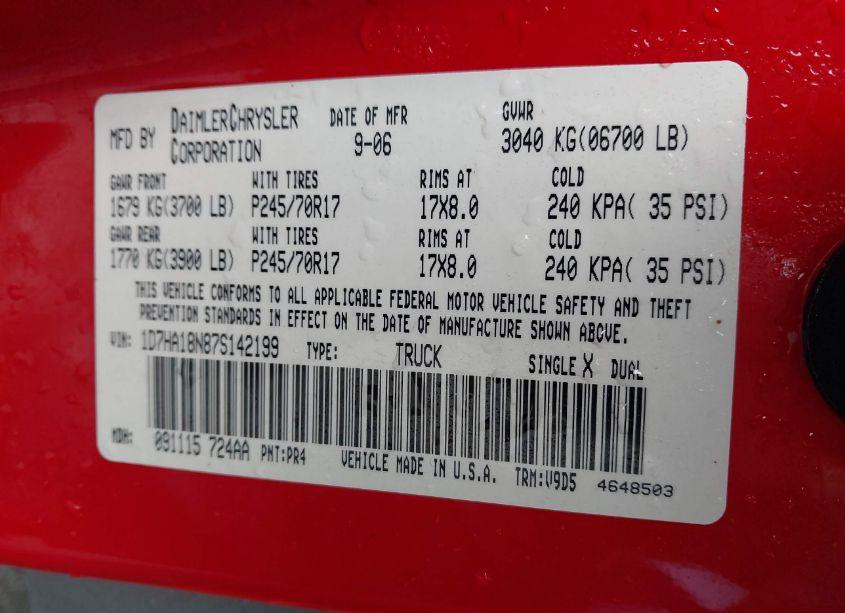 MFD BY DAIMLERCHRYSLER CORPORATION DATE OF MFR 9-06 GVWR 3040 KG(06700 LB)
GAWR FRONT WITH TIRES RIMS AT COLD
1679 KG(3700 LB) P245/70R17 17X8.0 240 KPA( 35 PSI)
GAWR REAR WITH TIRES RIMS AT COLD
1770 KG(3900 LB) P245/70R17 17X8.0 240 KPA( 35 PSI)
THIS VEHICLE CONFORMS TO ALL APPLICABLE FEDERAL MOTOR VEHICLE SAFETY AND THEFT
PREVENTION STANDARDS IN EFFECT ON THE DATE OF MANUFACTURE SHOWN ABOVE.
VIN: 1D7HA18N87S142199 TYPE: TRUCK SINGLE X DUAL
MDH: 091115 724AA PNT:PR4 VEHICLE MADE IN U.S.A. TRM:V9D5 4648503